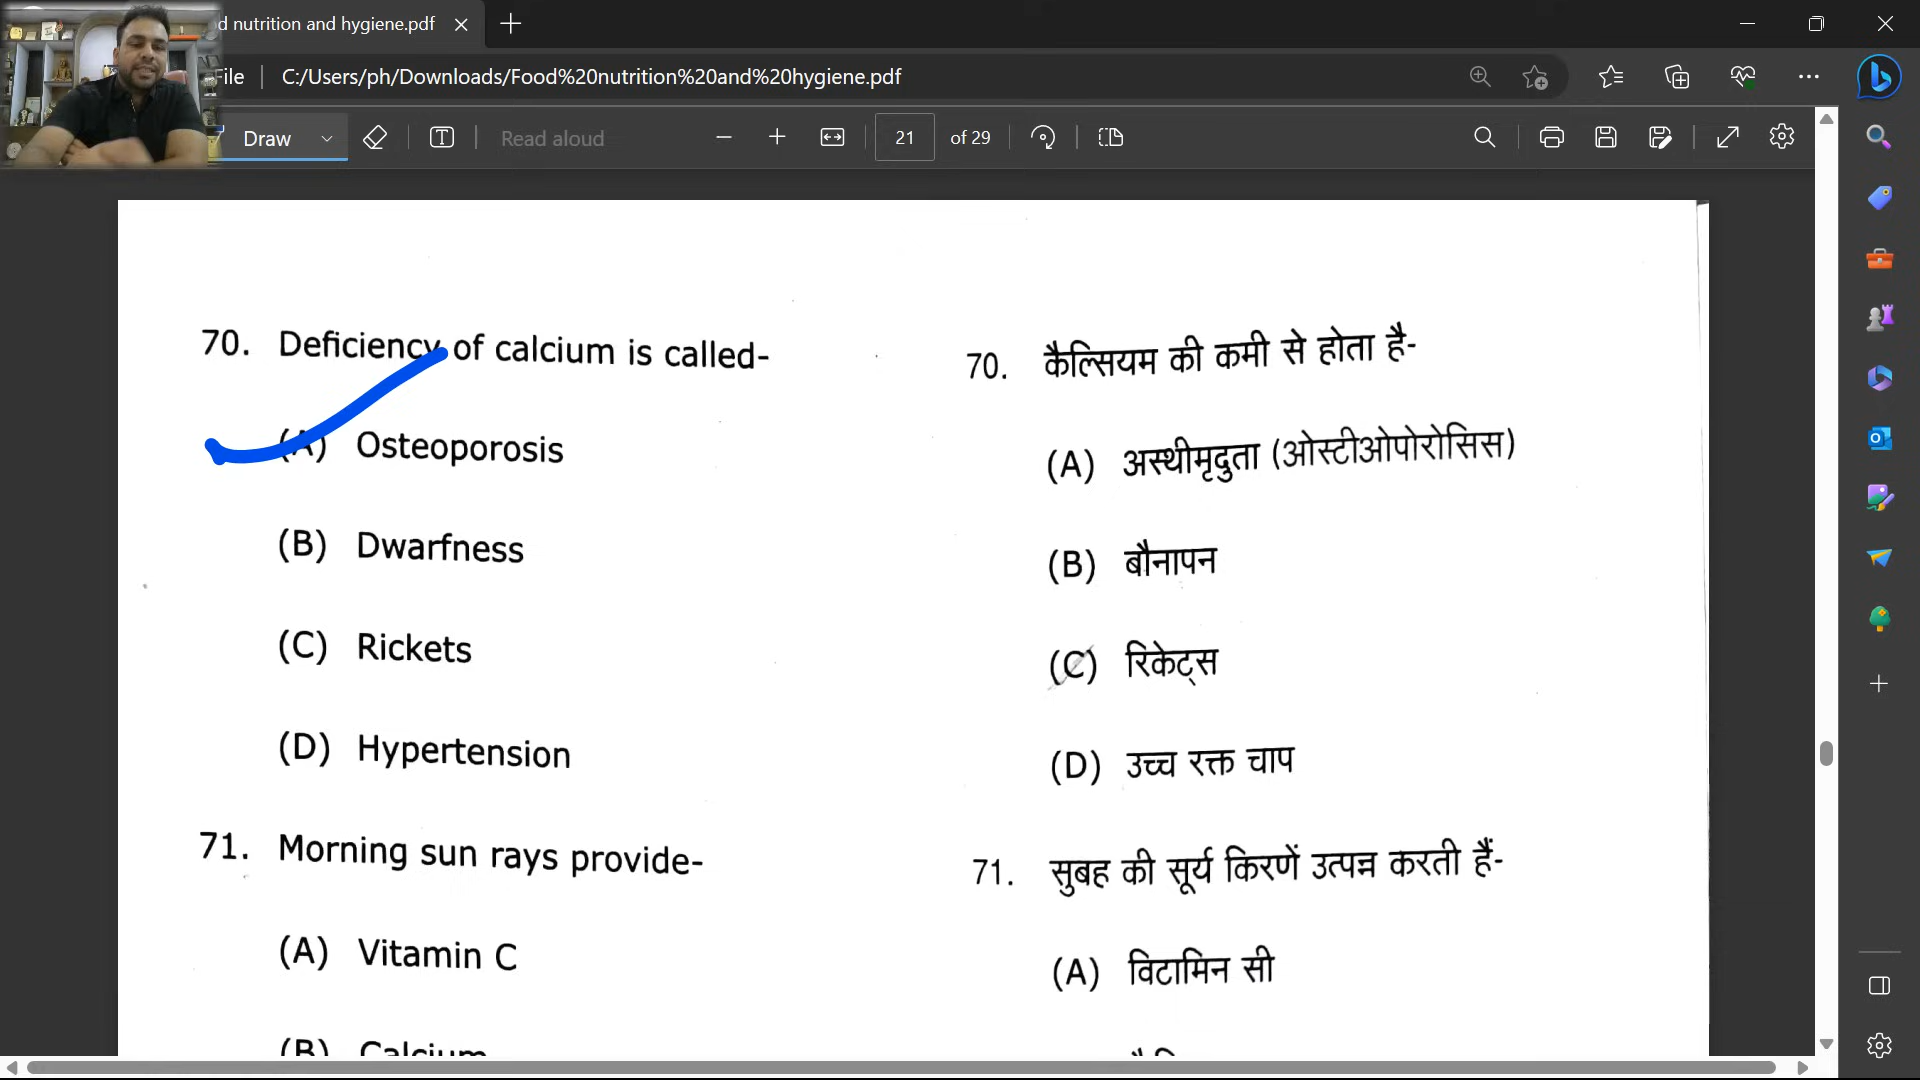 d nutrition and hygiene.pdf
File
C:/Users/ph/Downloads/Food%20nutrition%20and%20hygiene.pdf
Draw
Read aloud
21
of 29
70. Deficiency of calcium is called-
(A) Osteoporosis
(B) Dwarfness
(C) Rickets
(D) Hypertension
71. Morning sun rays provide-
(A) Vitamin C
(B) Calcium
70. कैल्सियम की कमी से होता है-
(A) अस्थीमृदुता (ओस्टीओपोरोसिस)
(B) बौनापन
(C) रिकेट्स
(D) उच्च रक्त चाप
71. सुबह की सूर्य किरणें उत्पन्न करती हैं-
(A) विटामिन सी